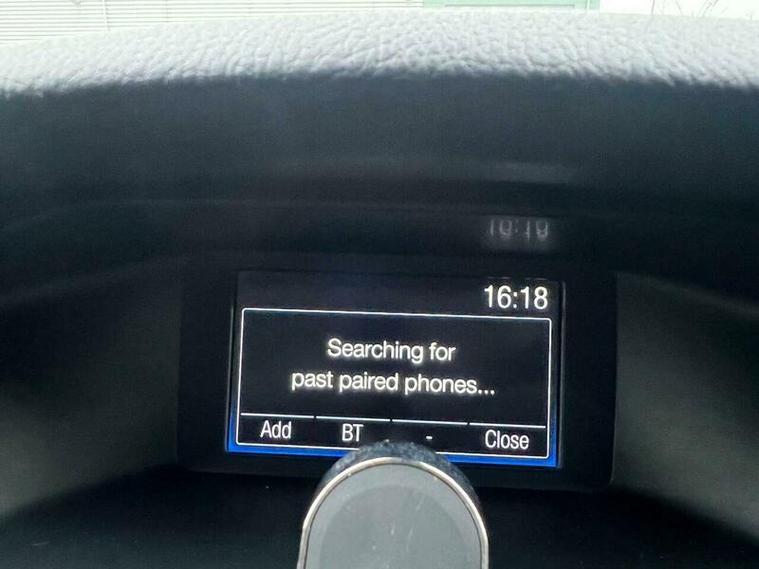 16:18
Searching for
past paired phones...
Add BT - Close